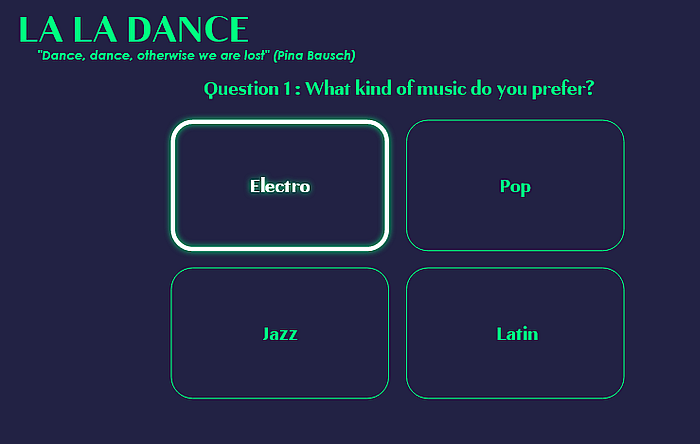 LA LA DANCE
"Dance, dance, otherwise we are lost" (Pina Bausch)
Question 1 : What kind of music do you prefer?
Electro
Pop
Jazz
Latin